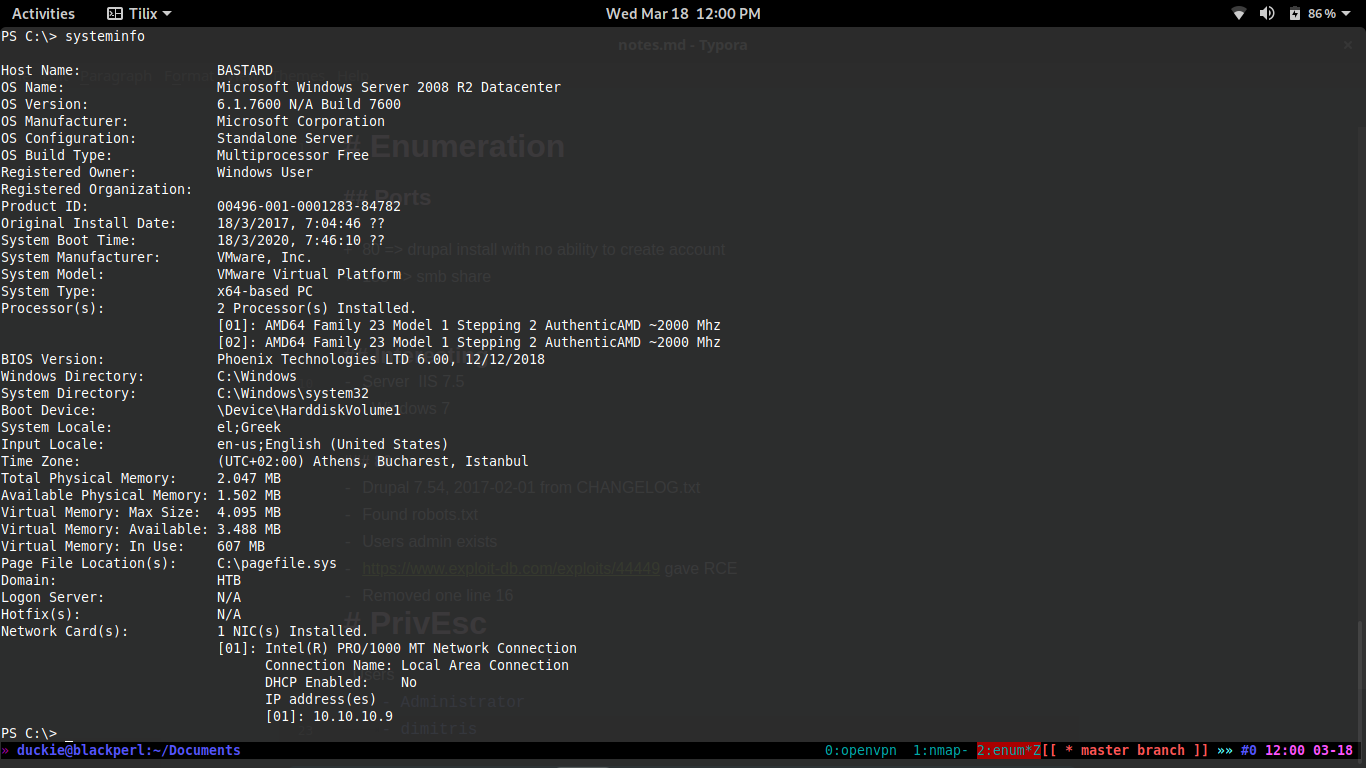 Activities Tilix Wed Mar 18 12:00 PM 86 %
PS C:\> systeminfo
notes.md - Typora
Host Name: BASTARD
Paragraph Format
OS Name: Microsoft Windows Server 2008 R2 Datacenter
OS Version: 6.1.7600 N/A Build 7600
OS Manufacturer: Microsoft Corporation
OS Configuration: Standalone Server
# Enumeration
OS Build Type: Multiprocessor Free
Registered Owner: Windows User
Registered Organization:
## Ports
Product ID: 00496-001-0001283-84782
Original Install Date: 18/3/2017, 7:04:46 ??
System Boot Time: 18/3/2020, 7:46:10 ??
- 80 => drupal install with no ability to create account
System Manufacturer: VMware, Inc.
System Model: VMware Virtual Platform
=> smb share
System Type: x64-based PC
Processor(s): 2 Processor(s) Installed.
[01]: AMD64 Family 23 Model 1 Stepping 2 AuthenticAMD ~2000 Mhz
[02]: AMD64 Family 23 Model 1 Stepping 2 AuthenticAMD ~2000 Mhz
BIOS Version: Phoenix Technologies LTD 6.00, 12/12/2018
Windows Directory: C:\Windows
- Server IIS 7.5
System Directory: C:\Windows\system32
Boot Device: \Device\HarddiskVolume1
Windows 7
System Locale: el;Greek
Input Locale: en-us;English (United States)
Time Zone: (UTC+02:00) Athens, Bucharest, Istanbul
Total Physical Memory: 2.047 MB
- Drupal 7.54, 2017-02-01 from CHANGELOG.txt
Available Physical Memory: 1.502 MB
Virtual Memory: Max Size: 4.095 MB
- Found robots.txt
Virtual Memory: Available: 3.488 MB
Virtual Memory: In Use: 607 MB
- Users admin exists
Page File Location(s): C:\pagefile.sys
- https://www.exploit-db.com/exploits/44449 gave RCE
Domain: HTB
Logon Server: N/A
- Removed one line 16
Hotfix(s): N/A
# PrivEsc
Network Card(s): 1 NIC(s) Installed.
[01]: Intel(R) PRO/1000 MT Network Connection
Connection Name: Local Area Connection
DHCP Enabled: No
IP address(es)
- Administrator
[01]: 10.10.10.9
- dimitris
PS C:\> _
» duckie@blackperl:~/Documents 0:openvpn 1:nmap- 2:enum*Z[[ * master branch ]] »» #0 12:00 03-18